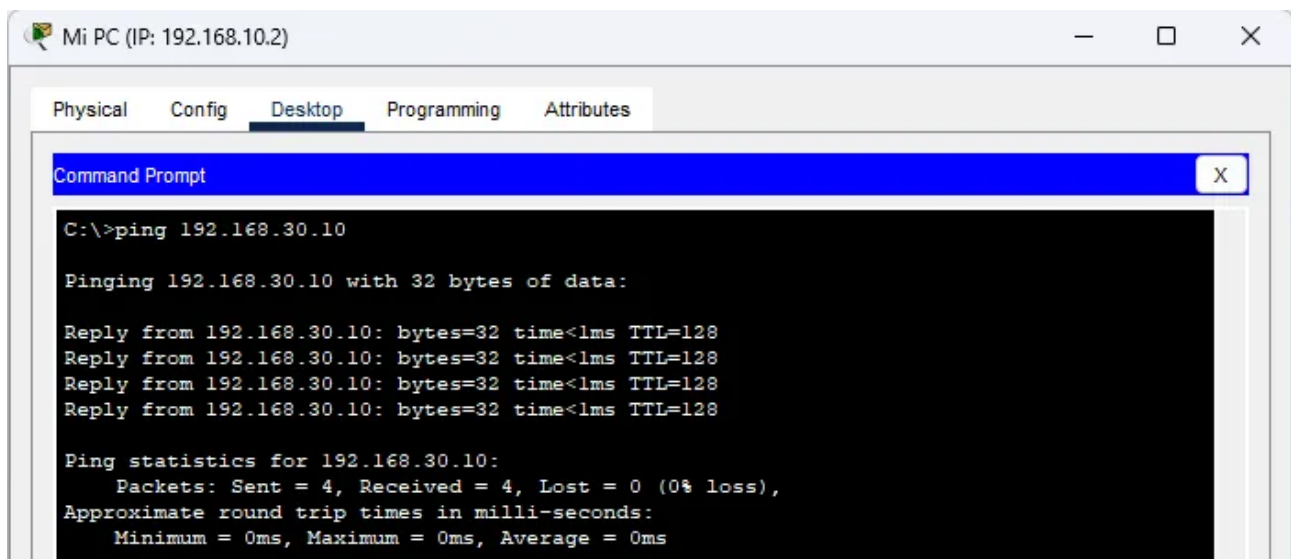 Mi PC (IP: 192.168.10.2)
Physical Config Desktop Programming Attributes
Command Prompt X
C:\>ping 192.168.30.10
Pinging 192.168.30.10 with 32 bytes of data:
Reply from 192.168.30.10: bytes=32 time<1ms TTL=128
Reply from 192.168.30.10: bytes=32 time<1ms TTL=128
Reply from 192.168.30.10: bytes=32 time<1ms TTL=128
Reply from 192.168.30.10: bytes=32 time<1ms TTL=128
Ping statistics for 192.168.30.10:
Packets: Sent = 4, Received = 4, Lost = 0 (0% loss),
Approximate round trip times in milli-seconds:
Minimum = 0ms, Maximum = 0ms, Average = 0ms